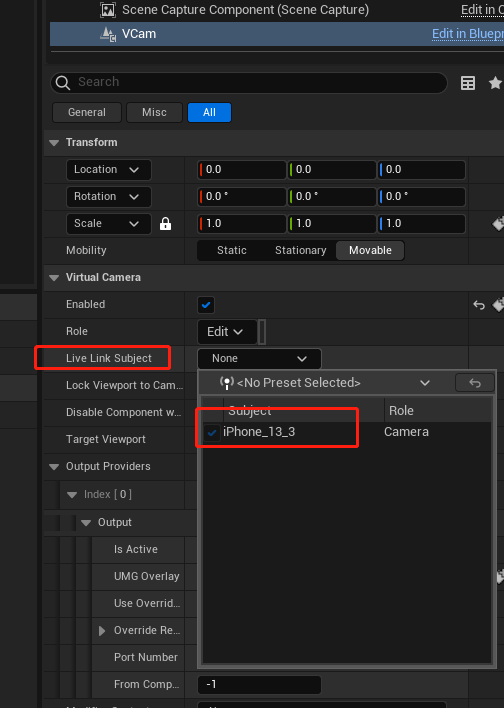 Scene Capture Component (Scene Capture) Edit in C
VCam Edit in Bluepr
Search
General Misc All
Transform
Location 0.0 0.0 0.0
Rotation 0.0 ° 0.0 ° 0.0 °
Scale 1.0 1.0 1.0
Mobility Static Stationary Movable
Virtual Camera
Enabled
Role Edit
Live Link Subject None
Lock Viewport to Cam... <No Preset Selected>
Disable Component w... Subject Role
Target Viewport iPhone_13_3 Camera
Output Providers
Index [ 0 ]
Output
Is Active
UMG Overlay
Use Overrid...
Override Re...
Port Number
From Comp... -1